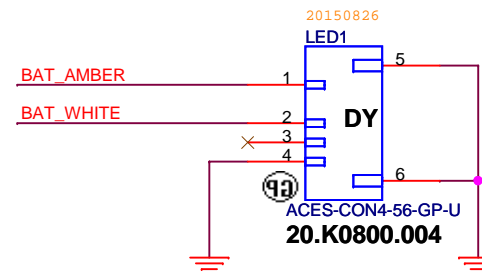 20150826
LED1
5
BAT_AMBER
1
BAT_WHITE
2
DY
3
4
6
GP
ACES-CON4-56-GP-U
20.K0800.004